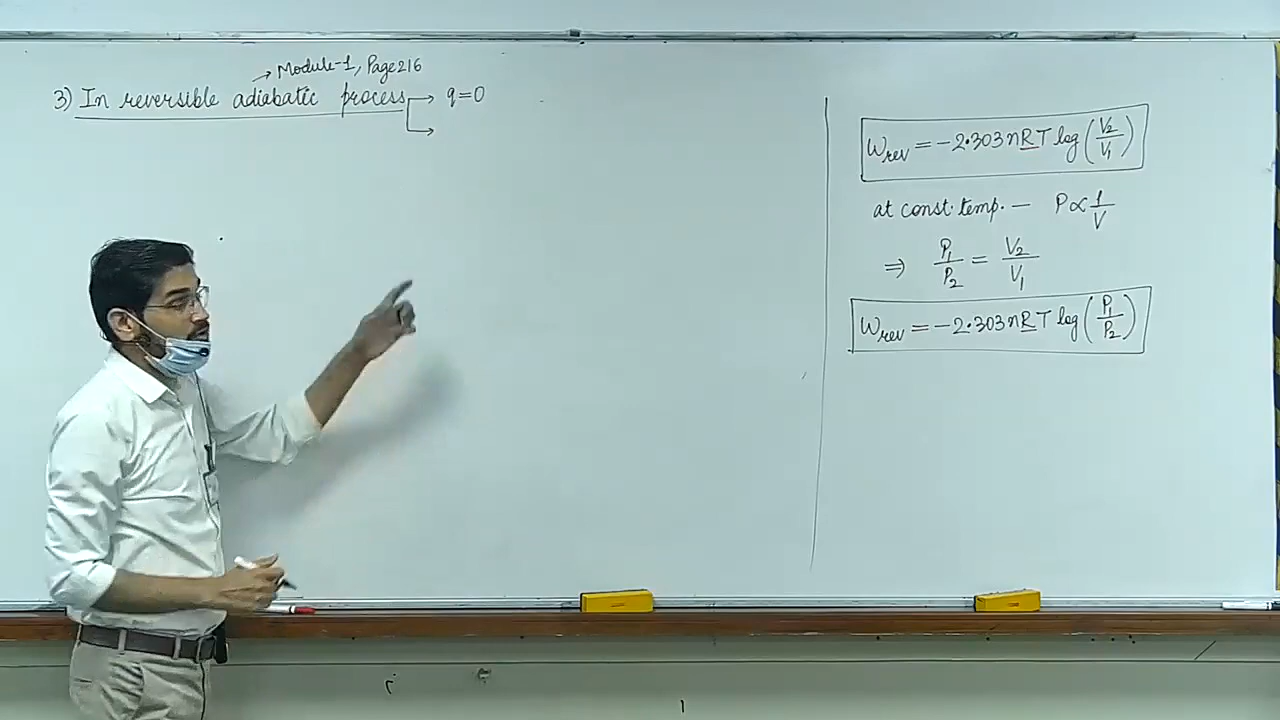 → Module-1, Page 216
3) In reversible adiabatic process → q=0
→
Wrev = -2.303 nRT log (V2/V1)
at const. temp. — P ∝ 1/V
⇒ P1/P2 = V2/V1
Wrev = -2.303 nRT log (P1/P2)